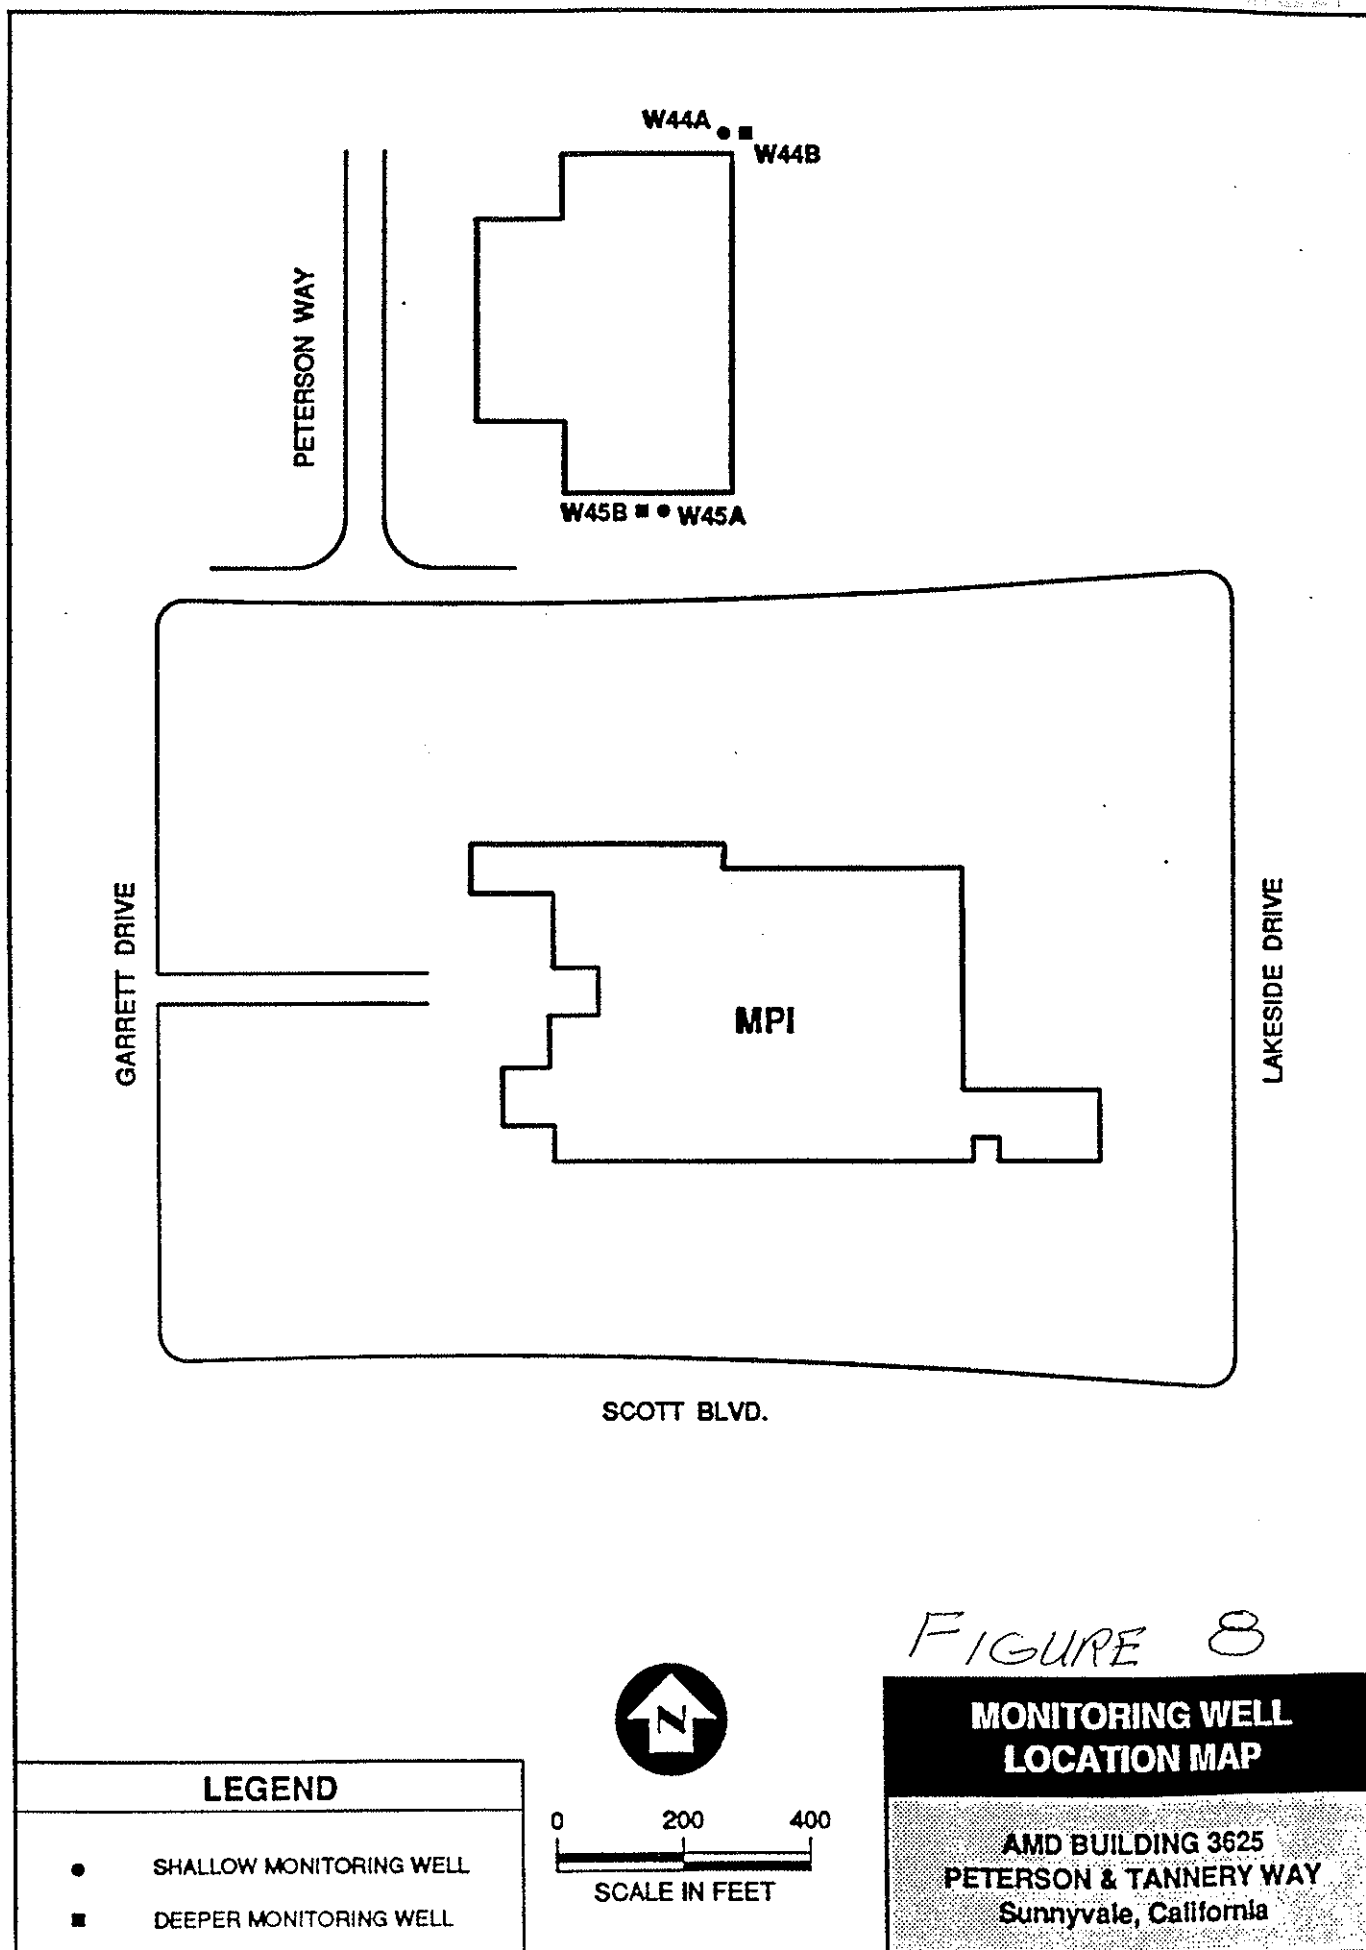 W44A
W44B
PETERSON WAY
W45B
W45A
GARRETT DRIVE
MPI
LAKESIDE DRIVE
SCOTT BLVD.
FIGURE 8
N
MONITORING WELL
LOCATION MAP
LEGEND
SHALLOW MONITORING WELL
DEEPER MONITORING WELL
0 200 400
SCALE IN FEET
AMD BUILDING 3625
PETERSON & TANNERY WAY
Sunnyvale, California